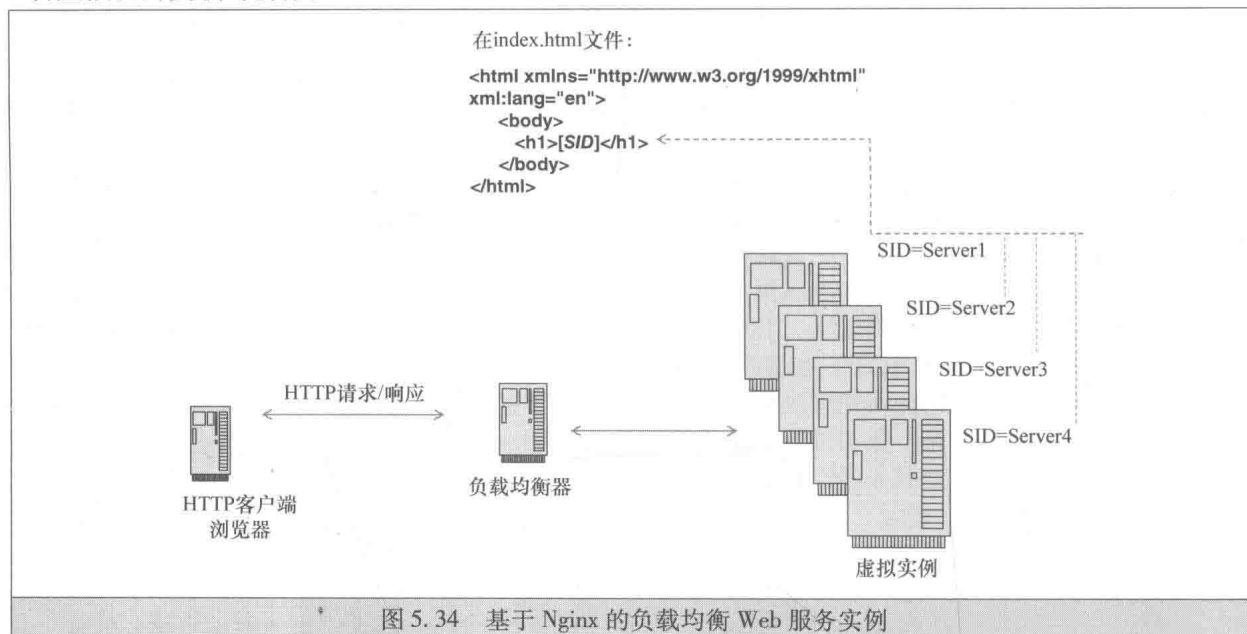 在index.html文件：
<html xmlns="http://www.w3.org/1999/xhtml"
xml:lang="en">
<body>
<h1>[SID]</h1>
</body>
</html>
SID=Server1
SID=Server2
SID=Server3
SID=Server4
HTTP请求/响应
HTTP客户端
浏览器
负载均衡器
虚拟实例
图 5.34 基于 Nginx 的负载均衡 Web 服务实例